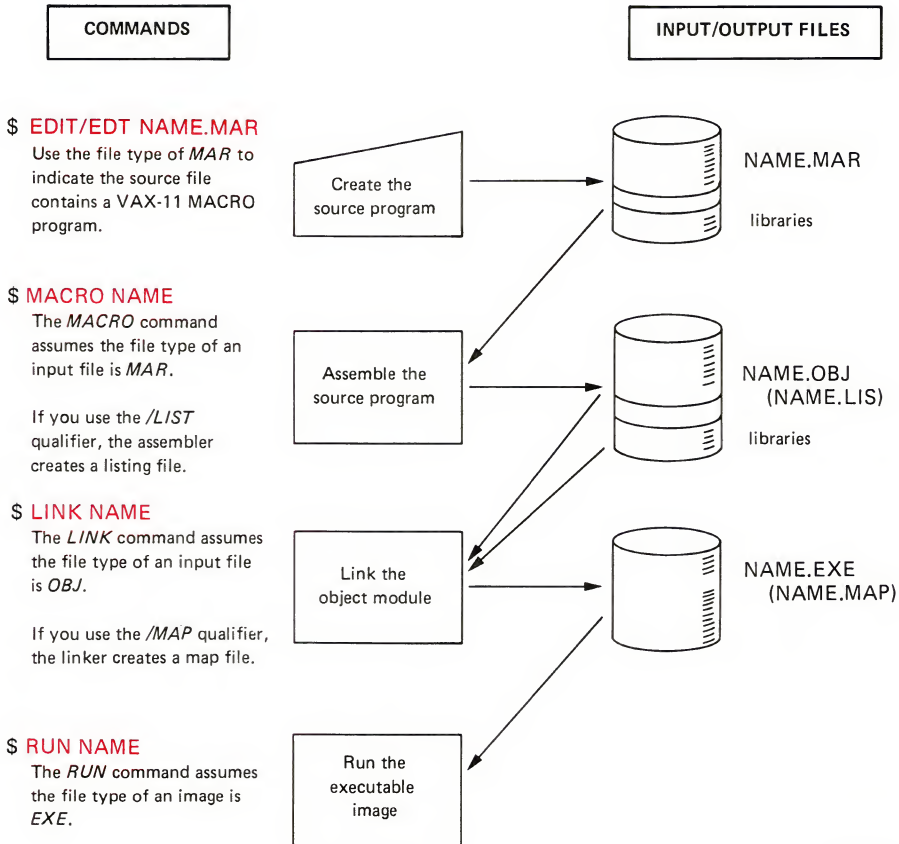 COMMANDS
INPUT/OUTPUT FILES
$ EDIT/EDT NAME.MAR
Use the file type of MAR to
indicate the source file
contains a VAX-11 MACRO
program.
Create the
source program
NAME.MAR
libraries
$ MACRO NAME
The MACRO command
assumes the file type of an
input file is MAR.
If you use the /LIST
qualifier, the assembler
creates a listing file.
Assemble the
source program
NAME.OBJ
(NAME.LIS)
libraries
$ LINK NAME
The LINK command assumes
the file type of an input file
is OBJ.
If you use the /MAP qualifier,
the linker creates a map file.
Link the
object module
NAME.EXE
(NAME.MAP)
$ RUN NAME
The RUN command assumes
the file type of an image is
EXE.
Run the
executable
image